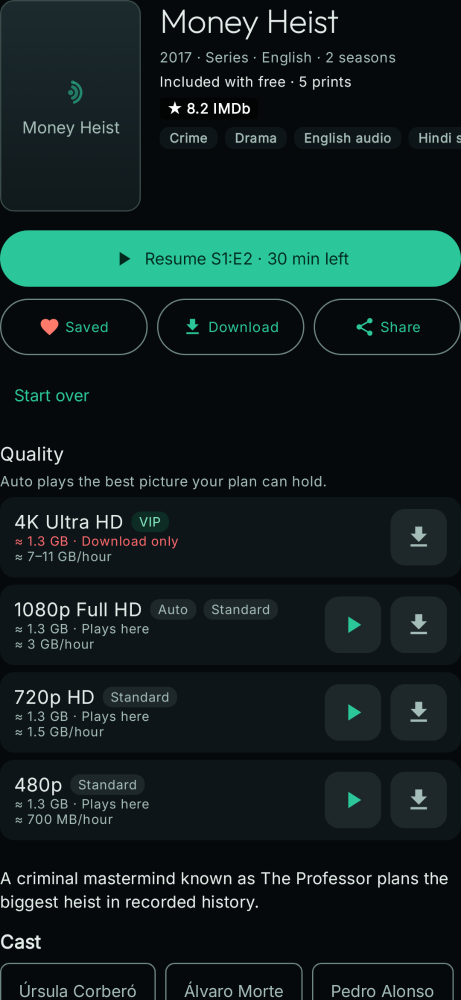 Money Heist
Money Heist
2017 · Series · English · 2 seasons
Included with free · 5 prints
★ 8.2 IMDb
Crime Drama English audio Hindi s
Resume S1:E2 · 30 min left
Saved Download Share
Start over
Quality
Auto plays the best picture your plan can hold.
4K Ultra HD VIP
≈ 1.3 GB · Download only
≈ 7–11 GB/hour
1080p Full HD Auto Standard
≈ 1.3 GB · Plays here
≈ 3 GB/hour
720p HD Standard
≈ 1.3 GB · Plays here
≈ 1.5 GB/hour
480p Standard
≈ 1.3 GB · Plays here
≈ 700 MB/hour
A criminal mastermind known as The Professor plans the
biggest heist in recorded history.
Cast
Úrsula Corberó Álvaro Morte Pedro Alonso